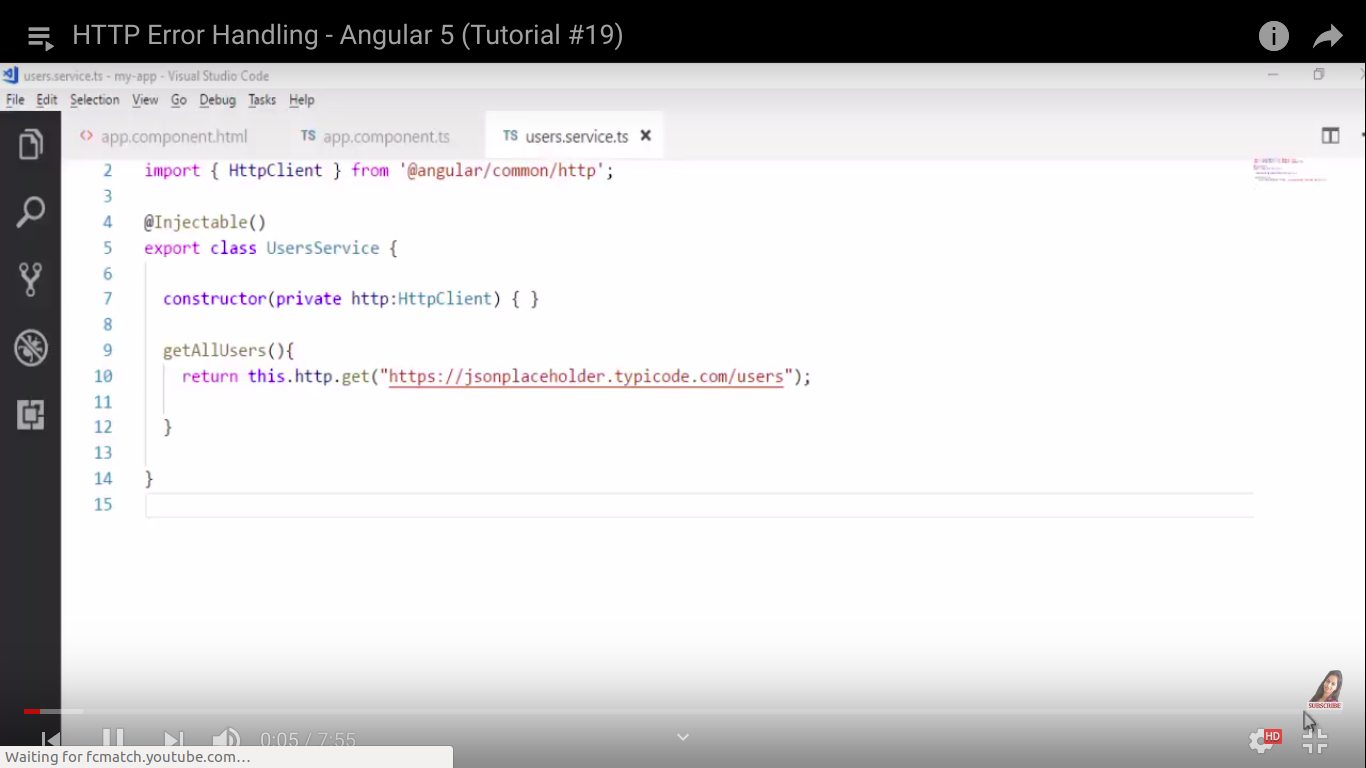 HTTP Error Handling - Angular 5 (Tutorial #19)
users.service.ts - my-app - Visual Studio Code
File Edit Selection View Go Debug Tasks Help
<> app.component.html TS app.component.ts TS users.service.ts ×
2 import { HttpClient } from '@angular/common/http';
3
4 @Injectable()
5 export class UsersService {
6
7 constructor(private http:HttpClient) { }
8
9 getAllUsers(){
10 return this.http.get("https://jsonplaceholder.typicode.com/users");
11
12 }
13
14 }
15
SUBSCRIBE
0:05 / 7:55
HD
Waiting for fcmatch.youtube.com...